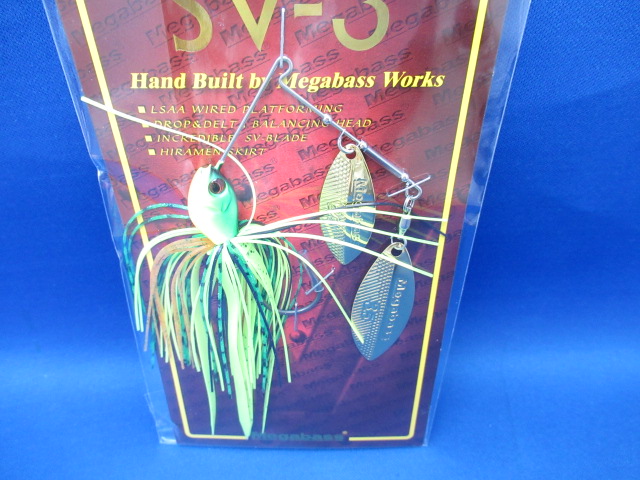 SV-3
Hand Built by Megabass Works
■ LSAA WIRED PLATFORMING
■ DROP&DELTA BALANCING HEAD
■ INCREDIBLE SV-BLADE
■ HIRAMEN SKIRT
Megabass
Megabass
Megabass